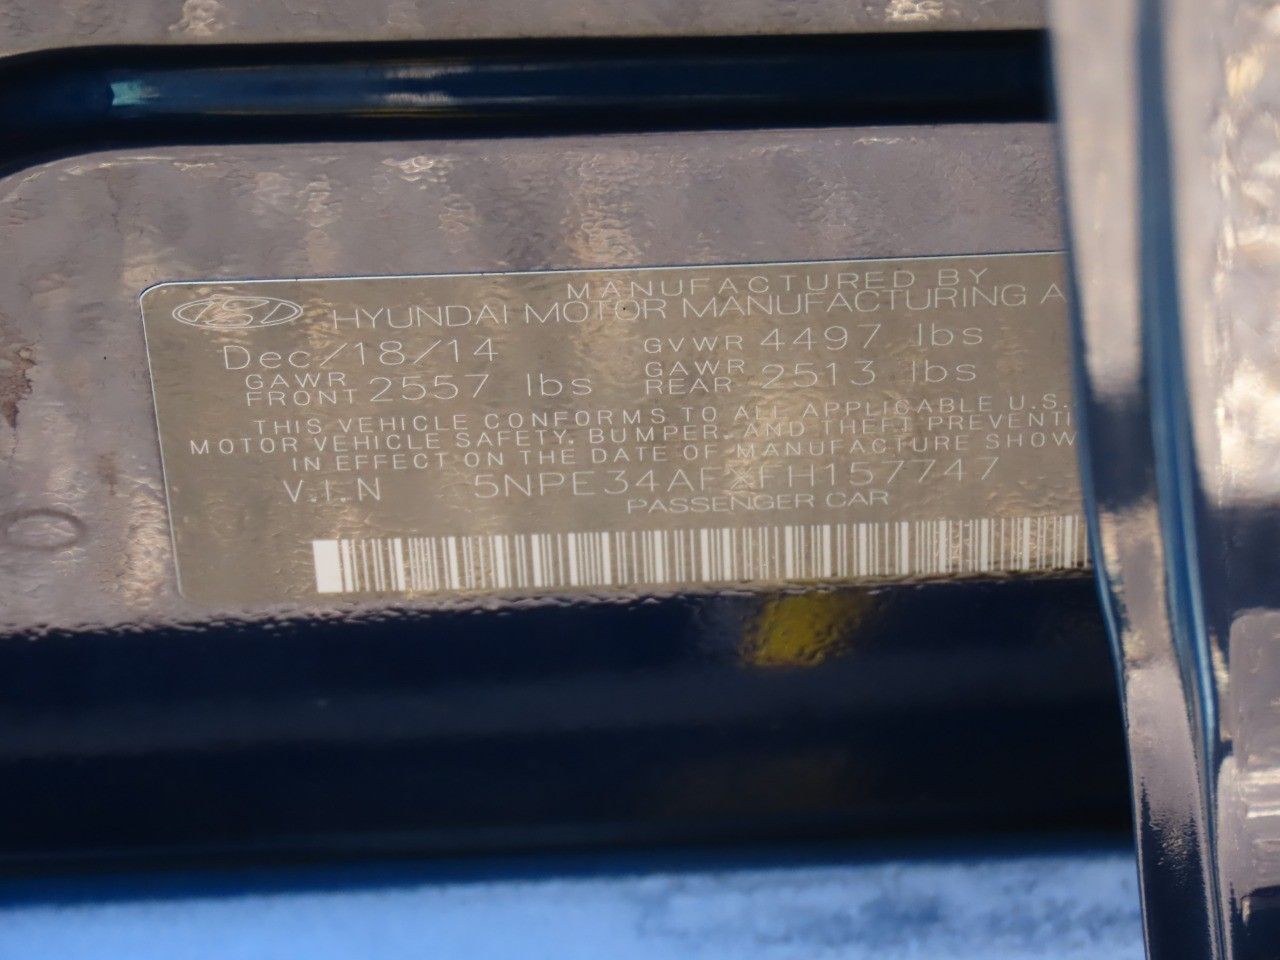 MANUFACTURED BY
HYUNDAI MOTOR MANUFACTURING A
Dec/18/14 GVWR 4497 lbs
GAWR FRONT 2557 lbs GAWR REAR 2513 lbs
THIS VEHICLE CONFORMS TO ALL APPLICABLE U.S.
MOTOR VEHICLE SAFETY, BUMPER, AND THEFT PREVENTI
IN EFFECT ON THE DATE OF MANUFACTURE SHOW
V.I.N 5NPE34AFXFH157747
PASSENGER CAR